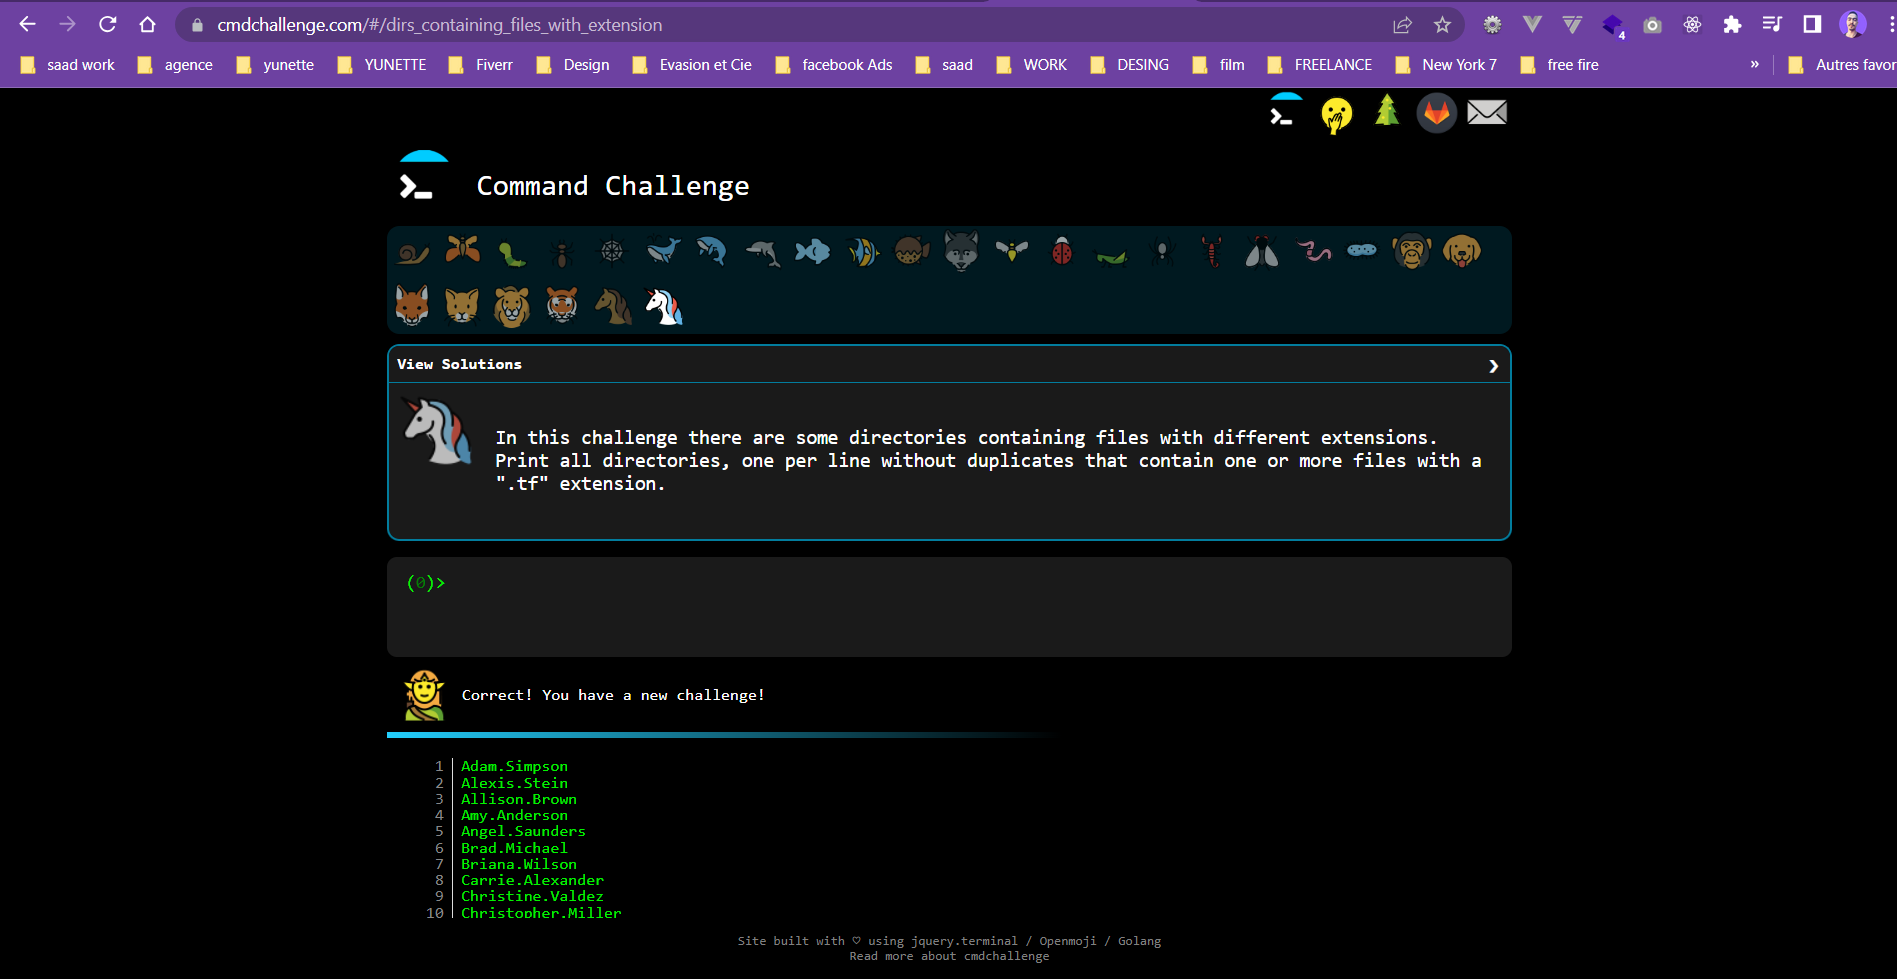 cmdchallenge.com/#/dirs_containing_files_with_extension
4
saad work agence yunette YUNETTE Fiverr Design Evasion et Cie facebook Ads saad WORK DESING film FREELANCE New York 7 free fire » Autres favor
Command Challenge
View Solutions
In this challenge there are some directories containing files with different extensions.
Print all directories, one per line without duplicates that contain one or more files with a
".tf" extension.
(0)>
Correct! You have a new challenge!
1 Adam.Simpson
2 Alexis.Stein
3 Allison.Brown
4 Amy.Anderson
5 Angel.Saunders
6 Brad.Michael
7 Briana.Wilson
8 Carrie.Alexander
9 Christine.Valdez
10 Christopher.Miller
Site built with ♡ using jquery.terminal / Openmoji / Golang
Read more about cmdchallenge